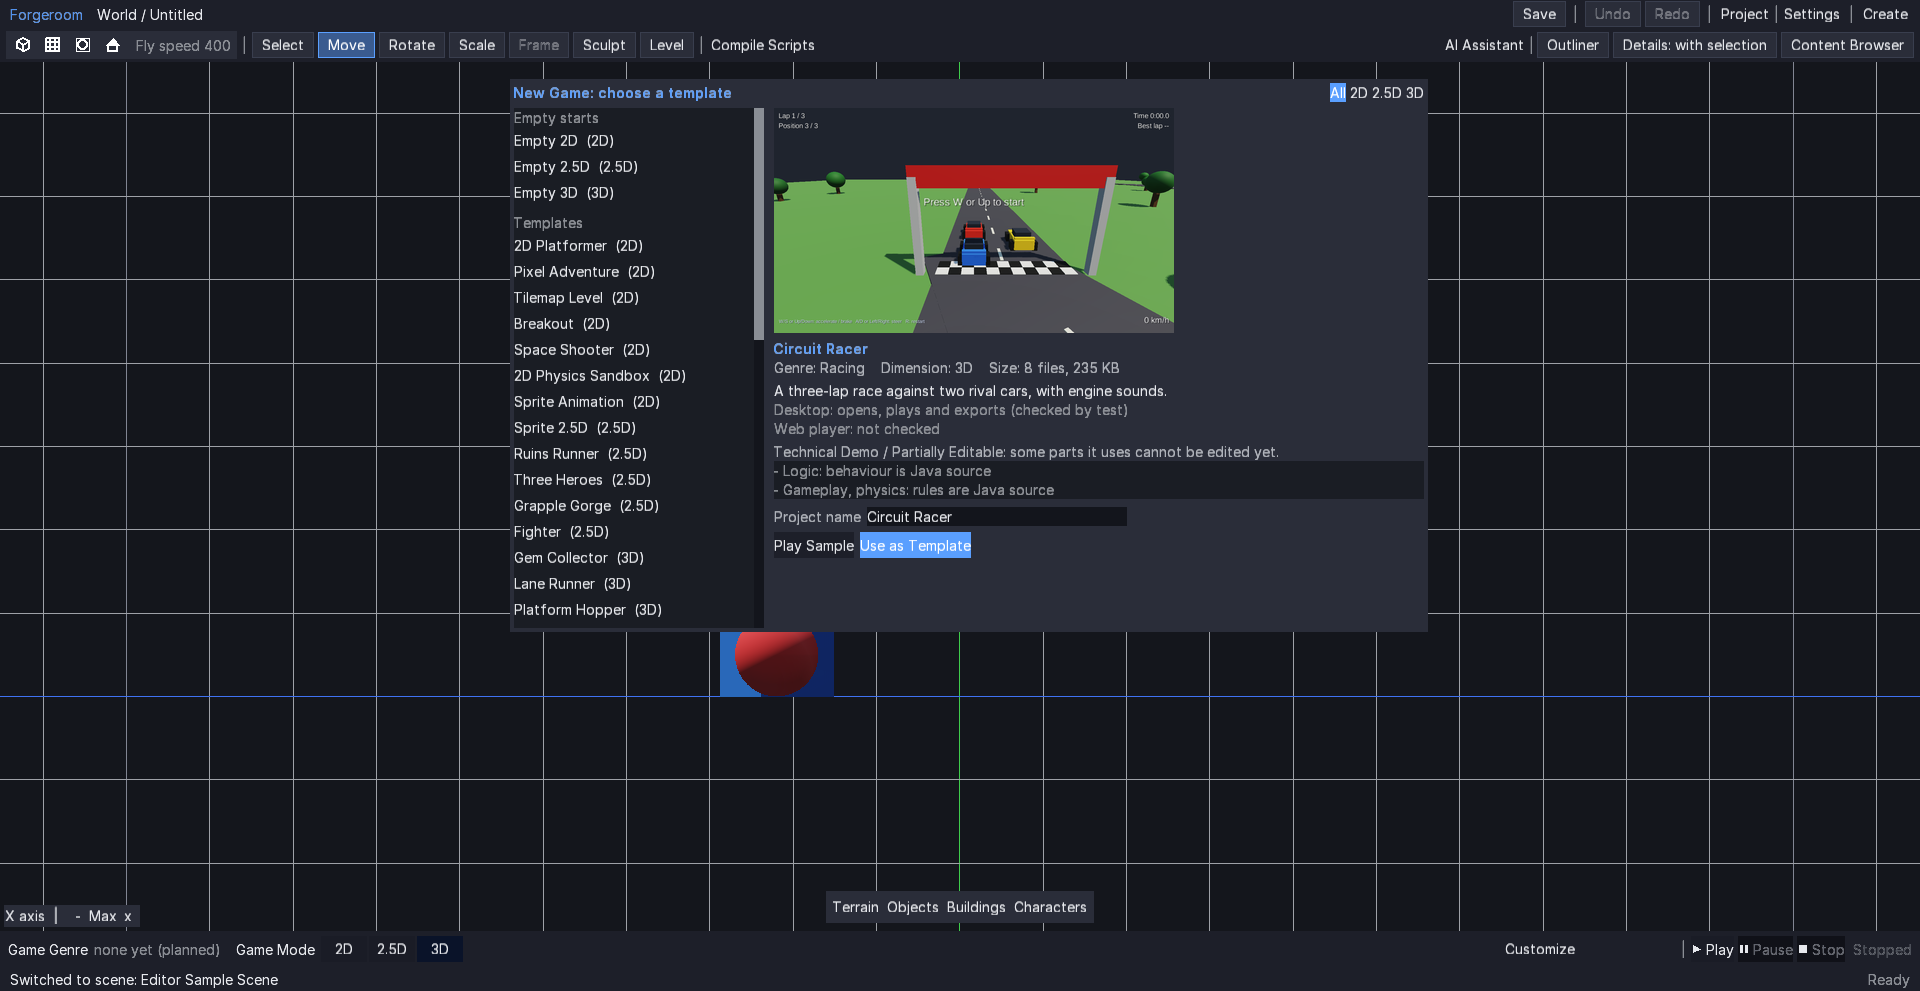 Forgeroom World / Untitled
Save | Undo Redo | Project | Settings | Create
Fly speed 400 | Select Move Rotate Scale Frame Sculpt Level | Compile Scripts
AI Assistant | Outliner Details: with selection Content Browser
New Game: choose a template
All 2D 2.5D 3D
Empty starts
Empty 2D (2D)
Empty 2.5D (2.5D)
Empty 3D (3D)
Templates
2D Platformer (2D)
Pixel Adventure (2D)
Tilemap Level (2D)
Breakout (2D)
Space Shooter (2D)
2D Physics Sandbox (2D)
Sprite Animation (2D)
Sprite 2.5D (2.5D)
Ruins Runner (2.5D)
Three Heroes (2.5D)
Grapple Gorge (2.5D)
Fighter (2.5D)
Gem Collector (3D)
Lane Runner (3D)
Platform Hopper (3D)
Lap 1 / 3
Position 3 / 3
Time 0:00.0
Best lap --
Press W or Up to start
0 km/h
Circuit Racer
Genre: Racing Dimension: 3D Size: 8 files, 235 KB
A three-lap race against two rival cars, with engine sounds.
Desktop: opens, plays and exports (checked by test)
Web player: not checked
Technical Demo / Partially Editable: some parts it uses cannot be edited yet.
- Logic: behaviour is Java source
- Gameplay, physics: rules are Java source
Project name Circuit Racer
Play Sample Use as Template
Terrain Objects Buildings Characters
X axis | - Max x
Game Genre none yet (planned) Game Mode 2D 2.5D 3D
Customize | Play Pause Stop Stopped
Switched to scene: Editor Sample Scene
Ready